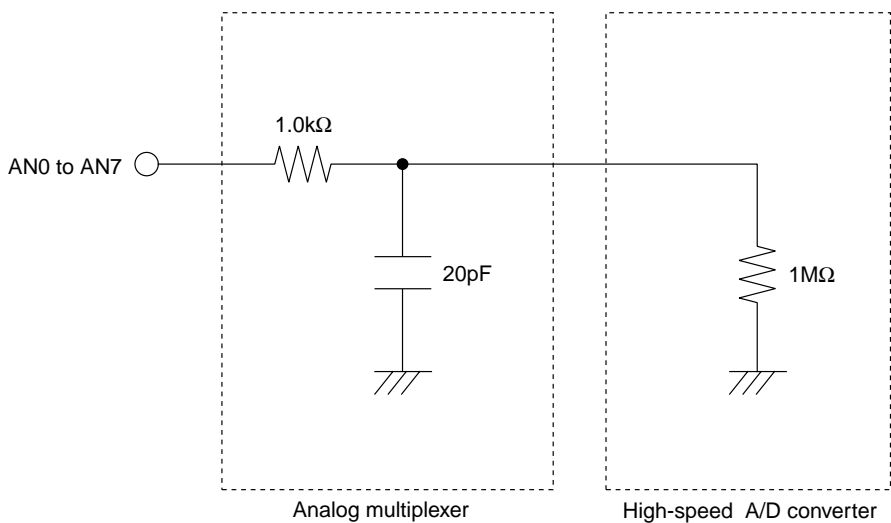 1.0kΩ
AN0 to AN7
20pF
1MΩ
Analog multiplexer
High-speed A/D converter